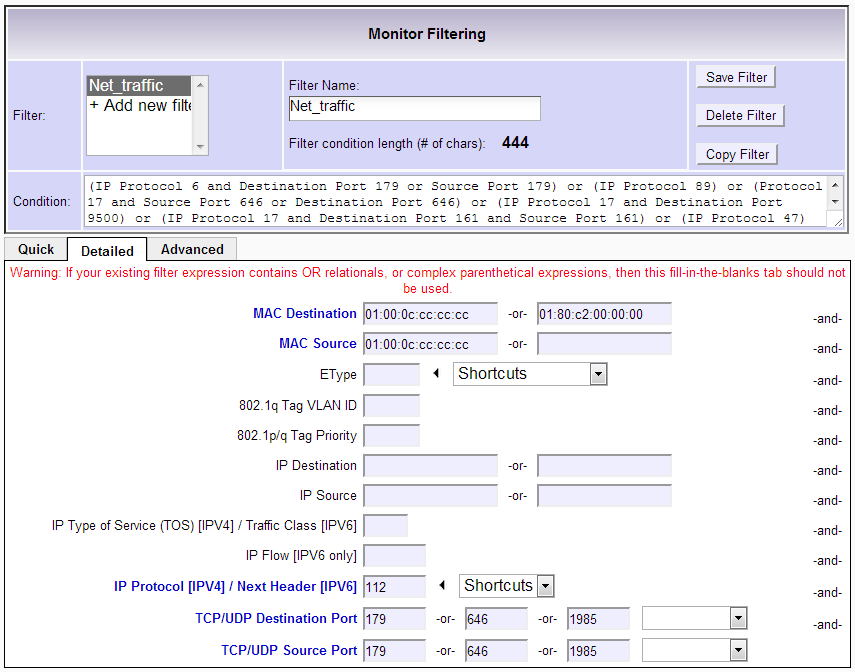 Monitor Filtering
Filter:
Net_traffic
+ Add new filte
Filter Name:
Net_traffic
Filter condition length (# of chars): 444
Save Filter
Delete Filter
Copy Filter
Condition:
(IP Protocol 6 and Destination Port 179 or Source Port 179) or (IP Protocol 89) or (Protocol
17 and Source Port 646 or Destination Port 646) or (IP Protocol 17 and Destination Port
9500) or (IP Protocol 17 and Destination Port 161 and Source Port 161) or (IP Protocol 47)
Quick Detailed Advanced
Warning: If your existing filter expression contains OR relationals, or complex parenthetical expressions, then this fill-in-the-blanks tab should not
be used.
MAC Destination 01:00:0c:cc:cc:cc -or- 01:80:c2:00:00:00 -and-
MAC Source 01:00:0c:cc:cc:cc -or- -and-
EType Shortcuts -and-
802.1q Tag VLAN ID -and-
802.1p/q Tag Priority -and-
IP Destination -or- -and-
IP Source -or- -and-
IP Type of Service (TOS) [IPV4] / Traffic Class [IPV6] -and-
IP Flow [IPV6 only] -and-
IP Protocol [IPV4] / Next Header [IPV6] 112 Shortcuts -and-
TCP/UDP Destination Port 179 -or- 646 -or- 1985 -and-
TCP/UDP Source Port 179 -or- 646 -or- 1985